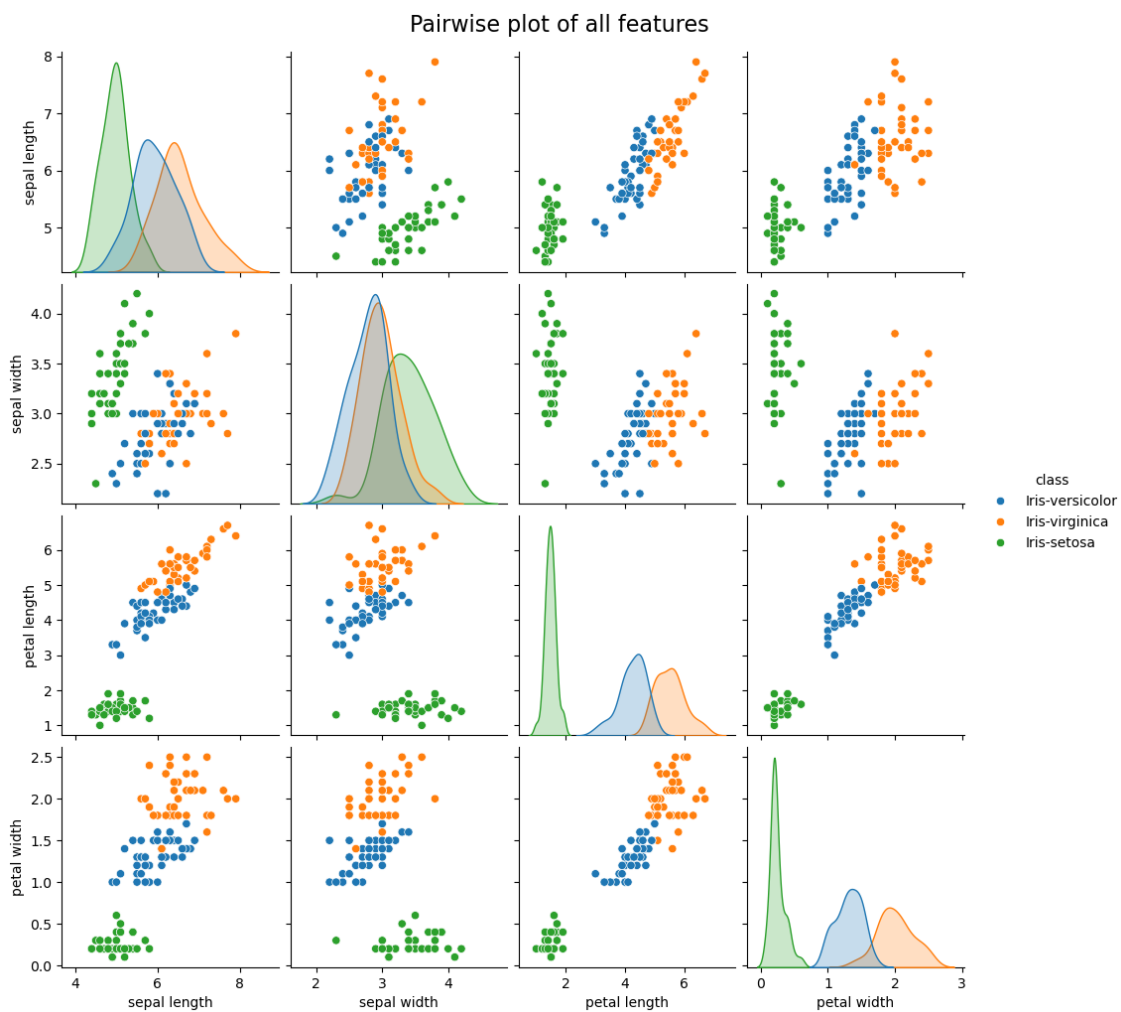 Pairwise plot of all features
8
7
6
5
sepal length
4.0
3.5
3.0
2.5
sepal width
class
Iris-versicolor
Iris-virginica
Iris-setosa
6
5
4
3
2
1
petal length
2.5
2.0
1.5
1.0
0.5
0.0
petal width
4 6 8 2 4 2 4 6 0 1 2 3
sepal length sepal width petal length petal width